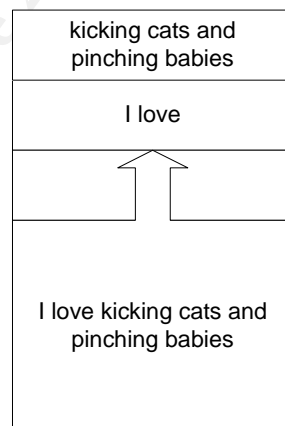 kicking cats and
pinching babies
I love
I love kicking cats and
pinching babies